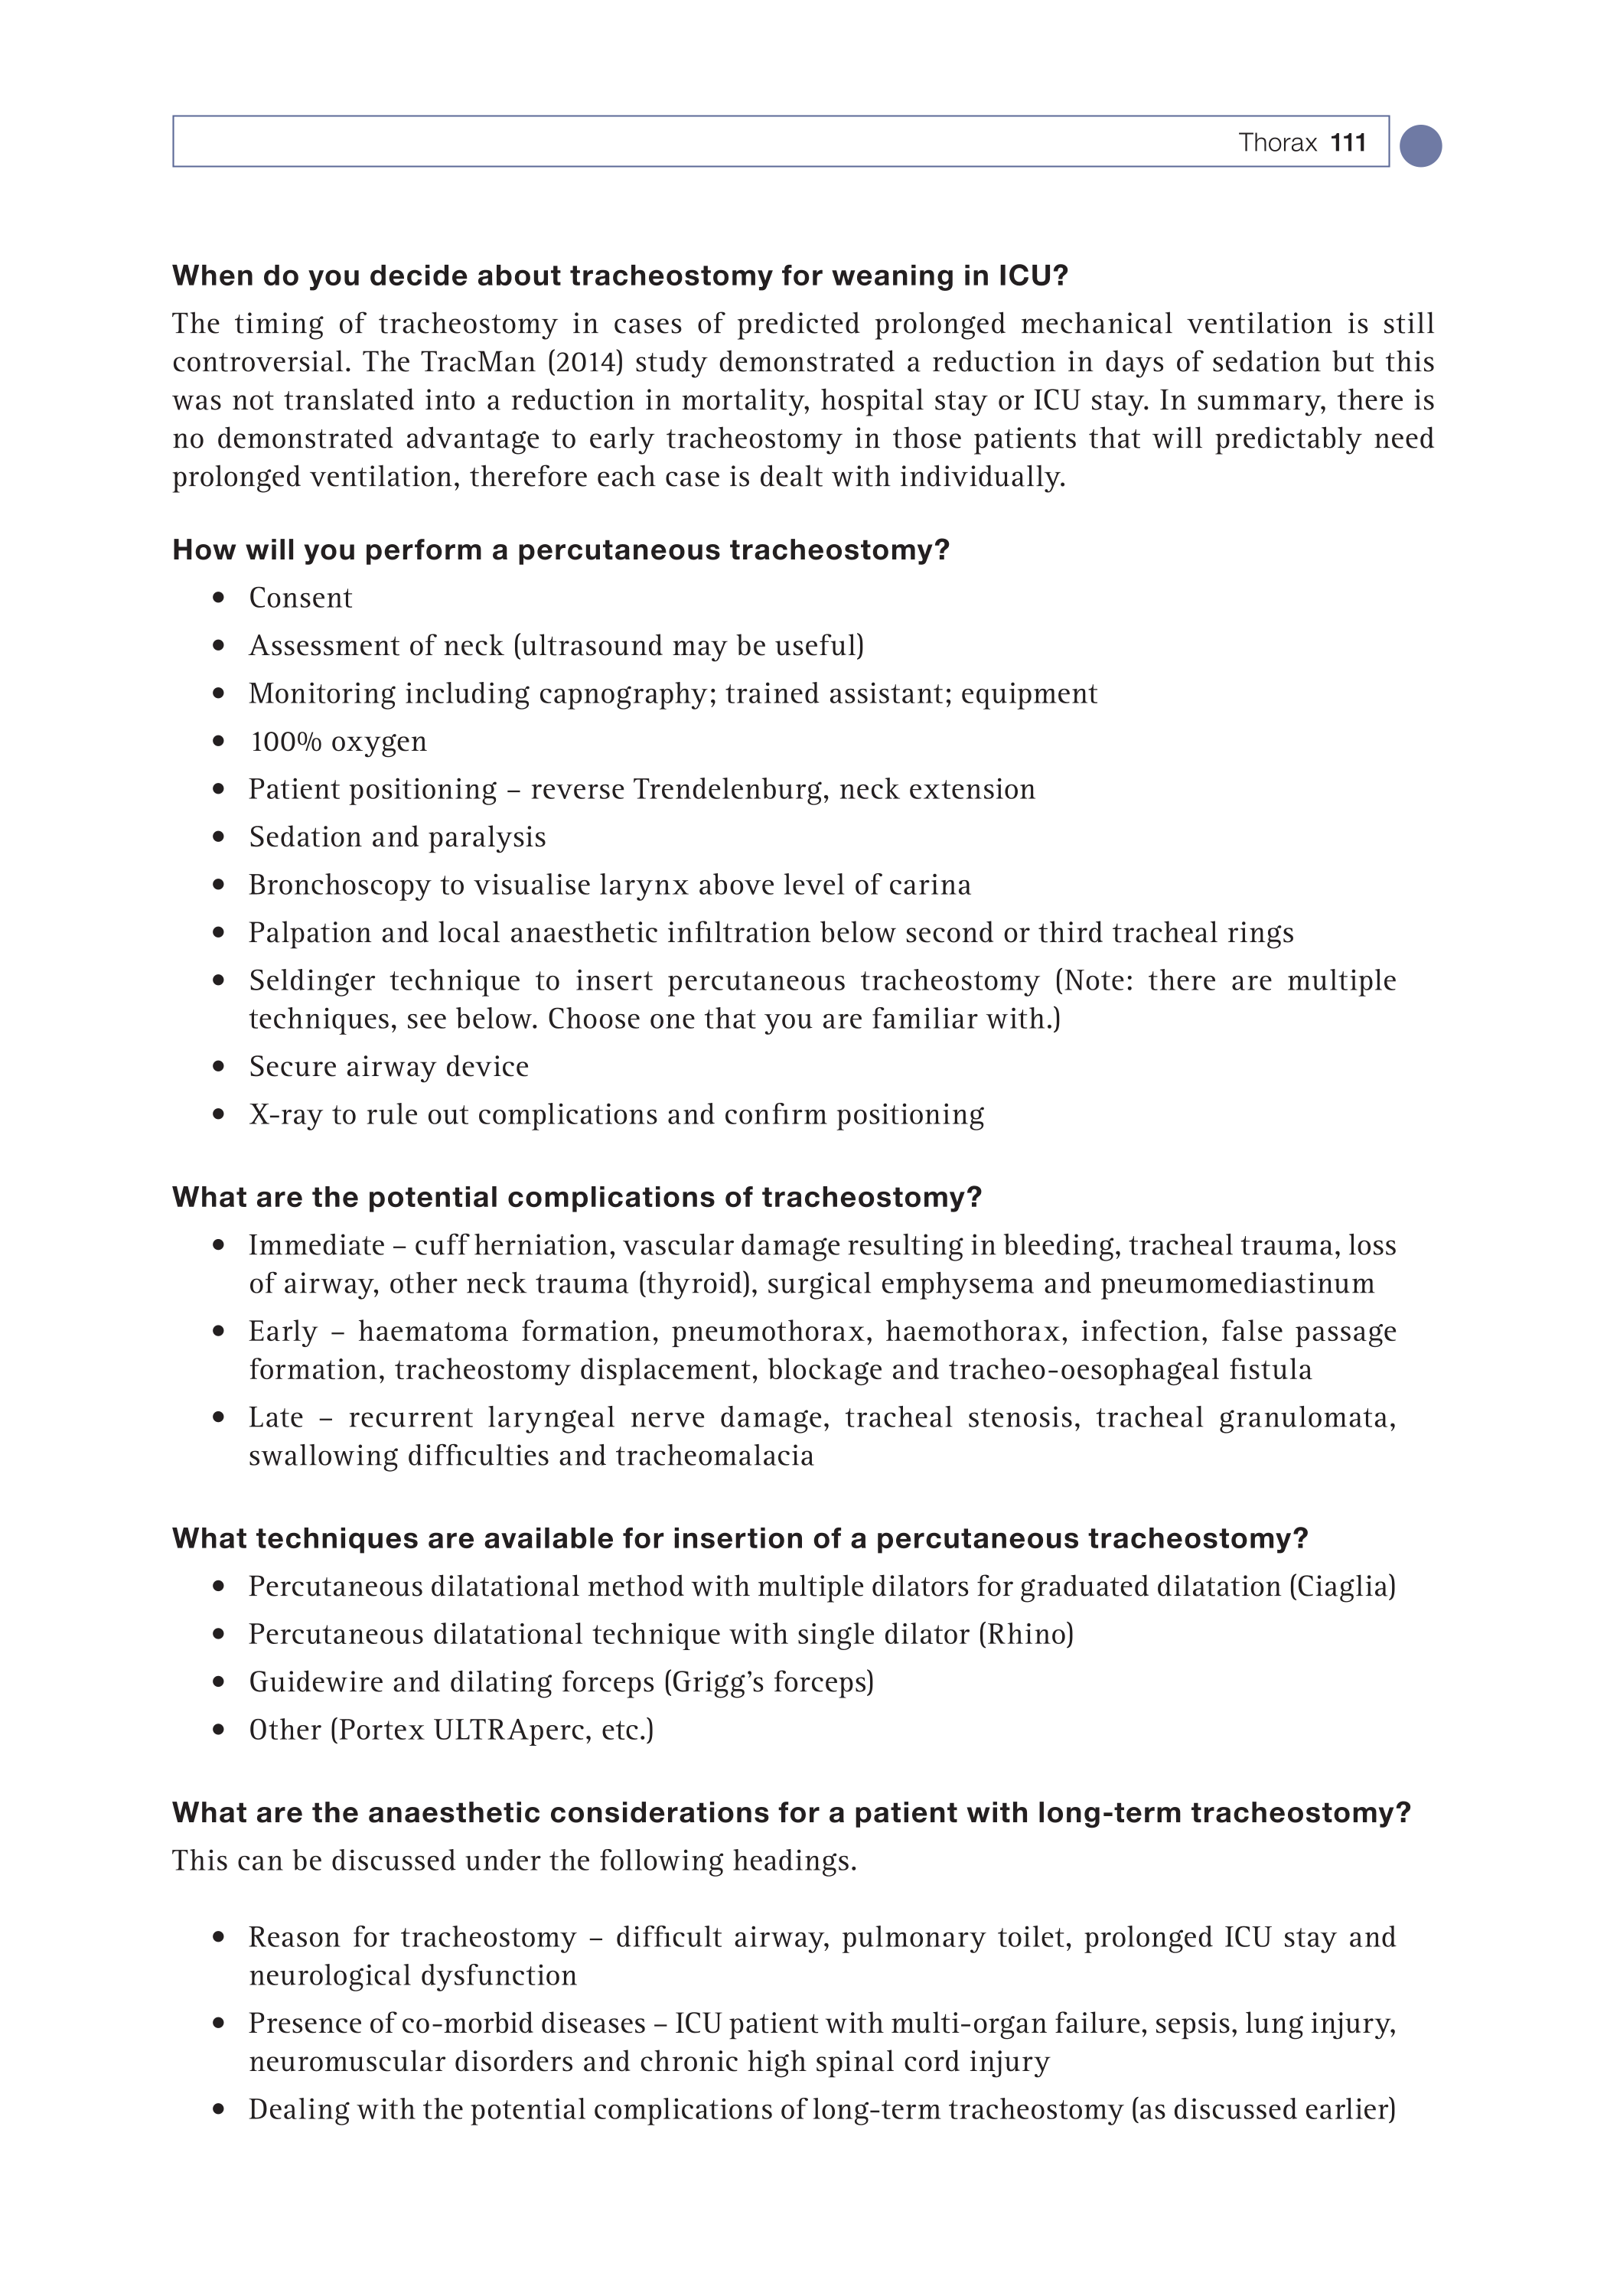 Thorax 111
When do you decide about tracheostomy for weaning in ICU?
The timing of tracheostomy in cases of predicted prolonged mechanical ventilation is still
controversial. The TracMan (2014) study demonstrated a reduction in days of sedation but this
was not translated into a reduction in mortality, hospital stay or ICU stay. In summary, there is
no demonstrated advantage to early tracheostomy in those patients that will predictably need
prolonged ventilation, therefore each case is dealt with individually.
How will you perform a percutaneous tracheostomy?
• Consent
• Assessment of neck (ultrasound may be useful)
• Monitoring including capnography; trained assistant; equipment
• 100% oxygen
• Patient positioning – reverse Trendelenburg, neck extension
• Sedation and paralysis
• Bronchoscopy to visualise larynx above level of carina
• Palpation and local anaesthetic infiltration below second or third tracheal rings
• Seldinger technique to insert percutaneous tracheostomy (Note: there are multiple
techniques, see below. Choose one that you are familiar with.)
• Secure airway device
• X-ray to rule out complications and confirm positioning
What are the potential complications of tracheostomy?
• Immediate – cuff herniation, vascular damage resulting in bleeding, tracheal trauma, loss
of airway, other neck trauma (thyroid), surgical emphysema and pneumomediastinum
• Early – haematoma formation, pneumothorax, haemothorax, infection, false passage
formation, tracheostomy displacement, blockage and tracheo-oesophageal fistula
• Late – recurrent laryngeal nerve damage, tracheal stenosis, tracheal granulomata,
swallowing difficulties and tracheomalacia
What techniques are available for insertion of a percutaneous tracheostomy?
• Percutaneous dilatational method with multiple dilators for graduated dilatation (Ciaglia)
• Percutaneous dilatational technique with single dilator (Rhino)
• Guidewire and dilating forceps (Grigg’s forceps)
• Other (Portex ULTRAperc, etc.)
What are the anaesthetic considerations for a patient with long-term tracheostomy?
This can be discussed under the following headings.
• Reason for tracheostomy – difficult airway, pulmonary toilet, prolonged ICU stay and
neurological dysfunction
• Presence of co-morbid diseases – ICU patient with multi-organ failure, sepsis, lung injury,
neuromuscular disorders and chronic high spinal cord injury
• Dealing with the potential complications of long-term tracheostomy (as discussed earlier)